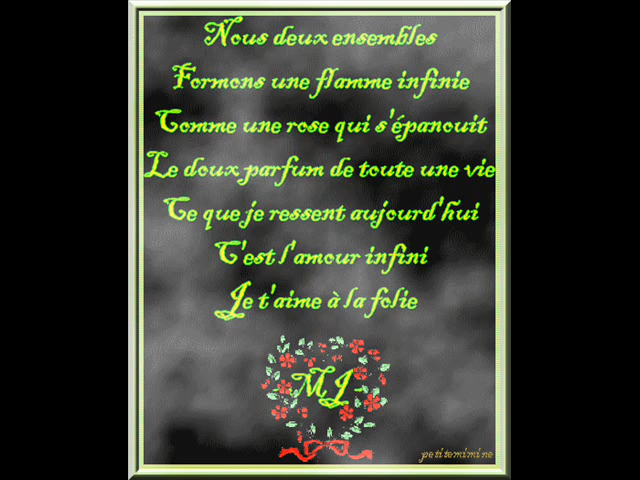 Nous deux ensembles
Formons une flamme infinie
Comme une rose qui s'épanouit
Le doux parfum de toute une vie
Ce que je ressent aujourd'hui
C'est l'amour infini
Je t'aime à la folie
MJ
petitemimine